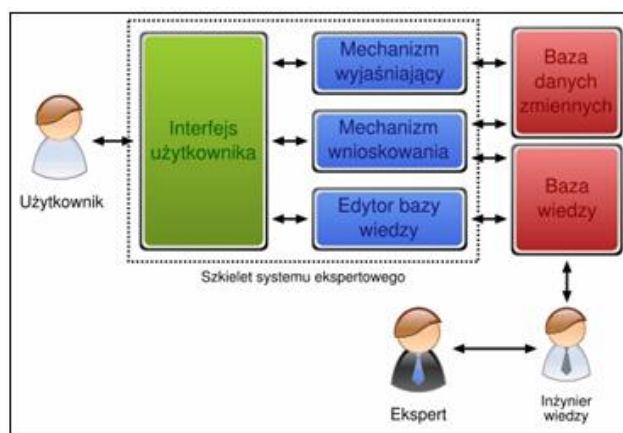 Mechanizm
wyjaśniający
Baza
danych
zmiennych
Interfejs
użytkownika
Mechanizm
wnioskowania
Użytkownik
Edytor bazy
wiedzy
Baza
wiedzy
Szkielet systemu ekspertowego
Ekspert
Inżynier
wiedzy